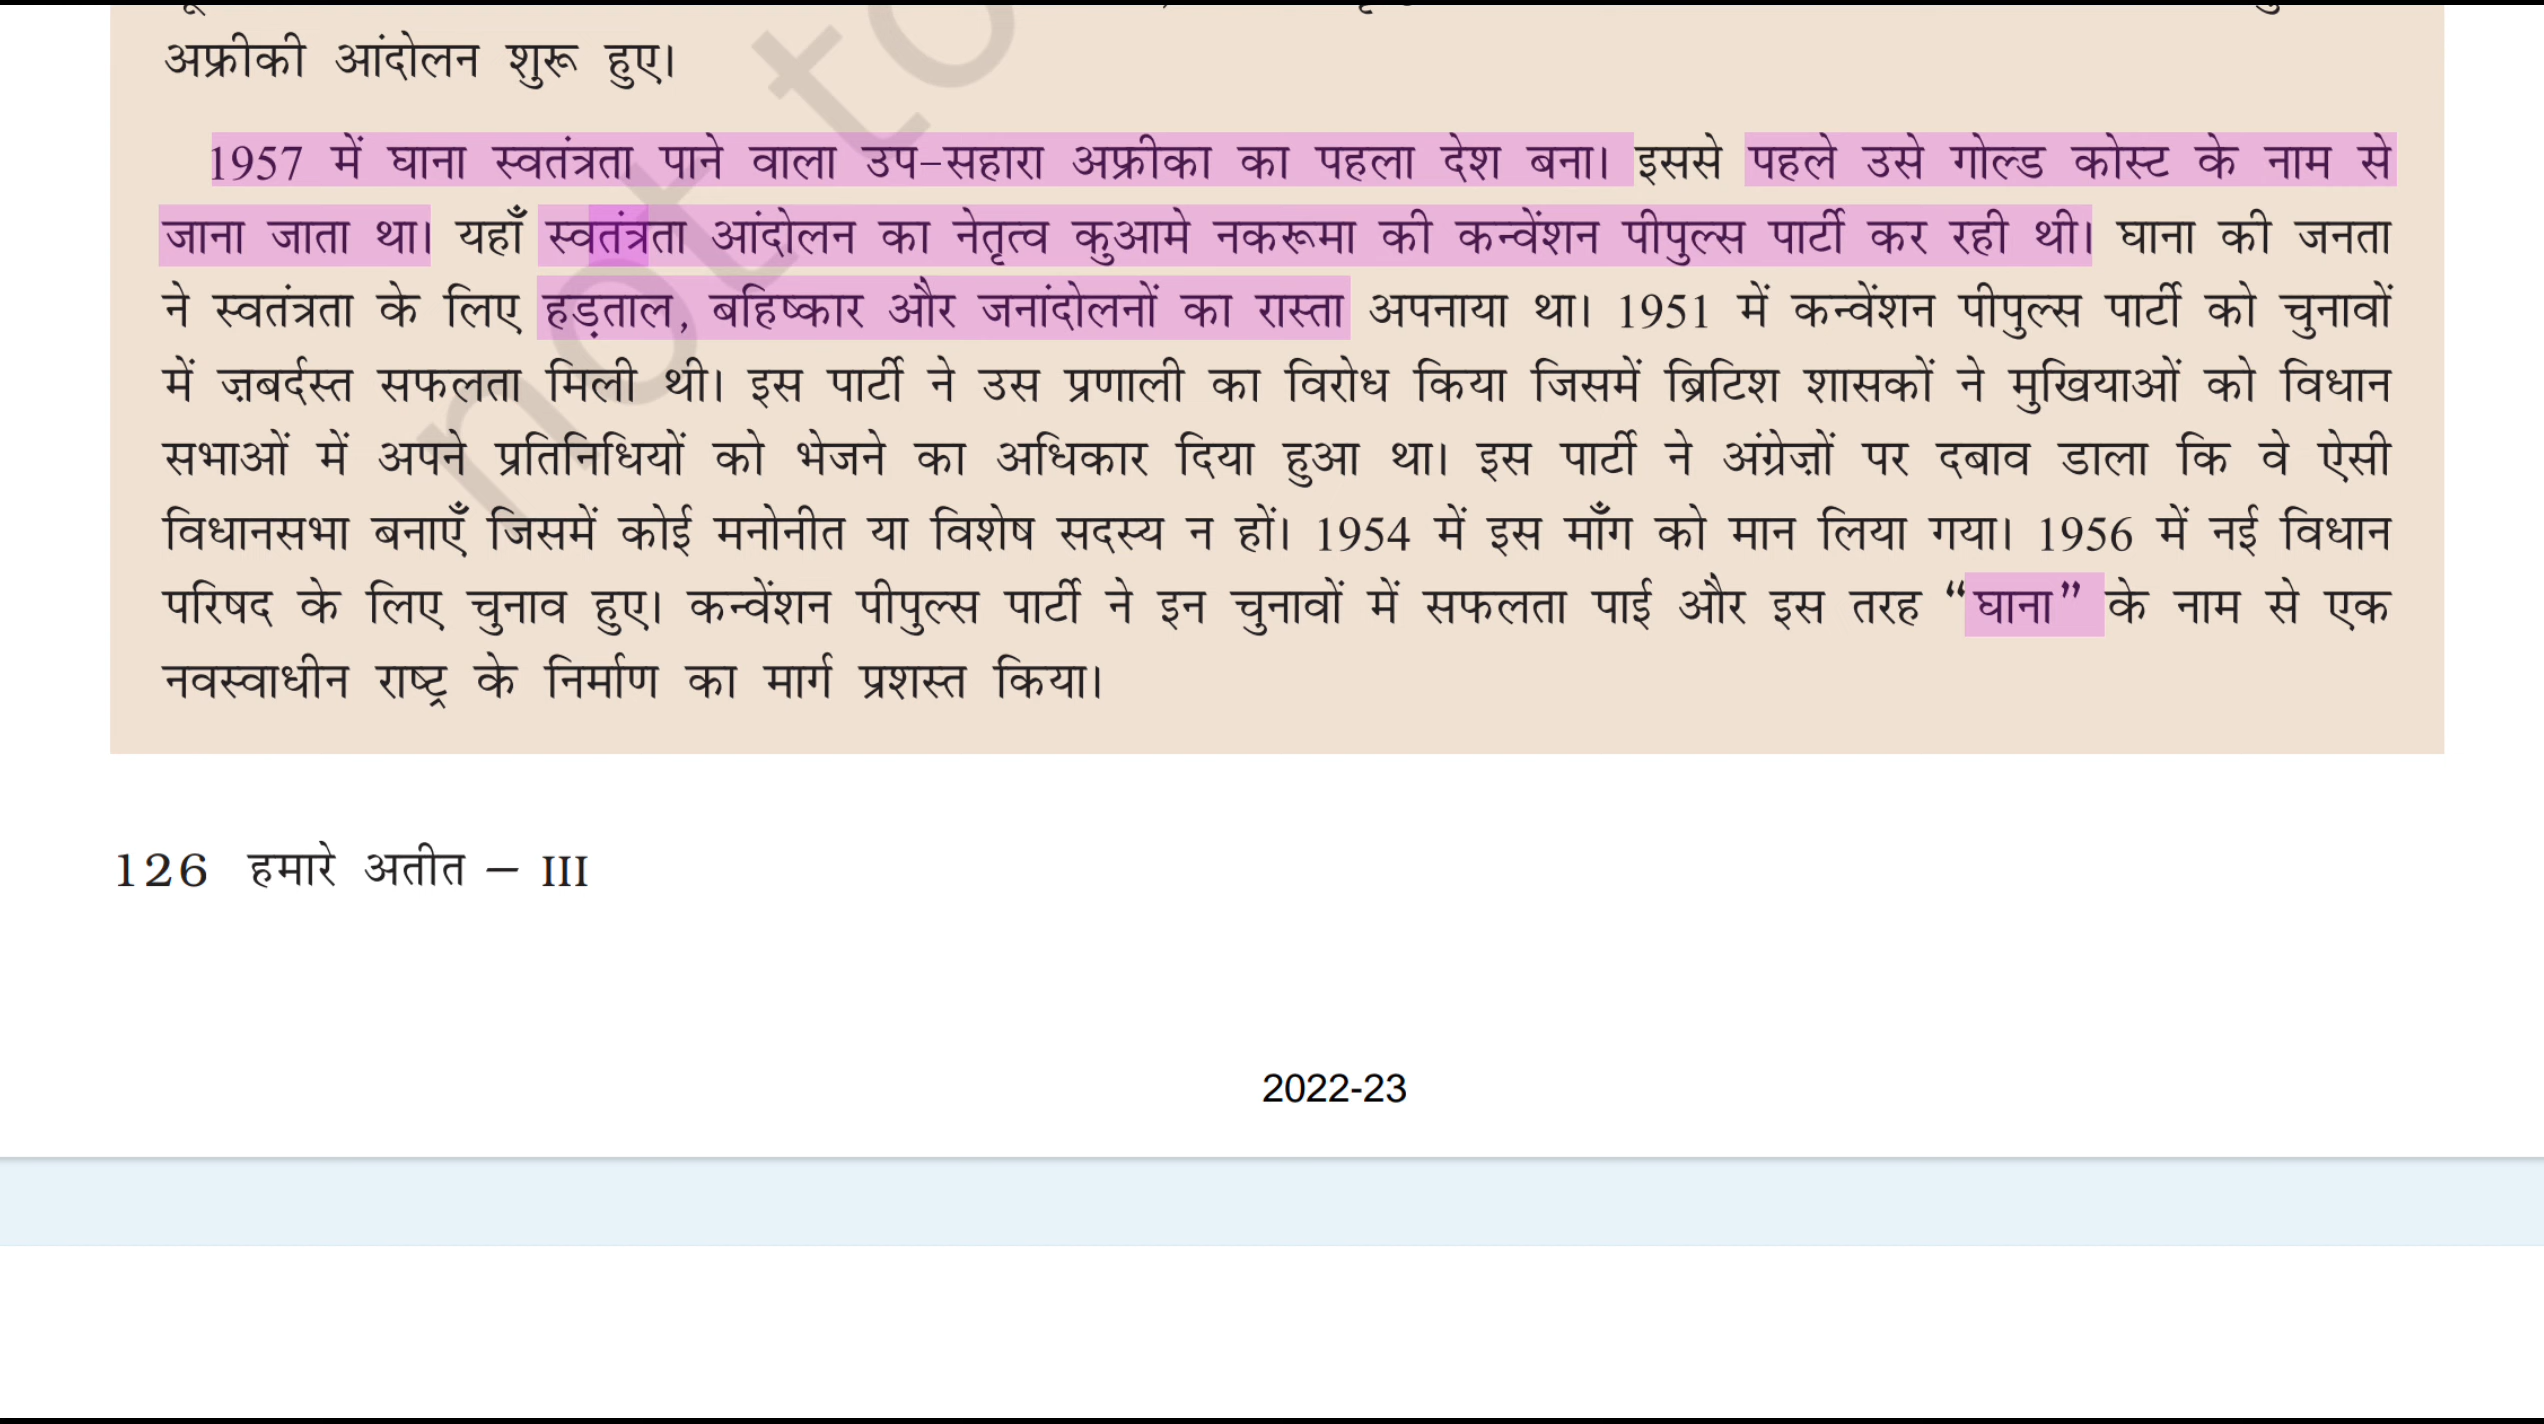 अफ्रीकी आंदोलन शुरू हुए।
1957 में घाना स्वतंत्रता पाने वाला उप-सहारा अफ्रीका का पहला देश बना। इससे पहले उसे गोल्ड कोस्ट के नाम से
जाना जाता था। यहाँ स्वतंत्रता आंदोलन का नेतृत्व कुआमे नकरूमा की कन्वेंशन पीपुल्स पार्टी कर रही थी। घाना की जनता
ने स्वतंत्रता के लिए हड़ताल, बहिष्कार और जनांदोलनों का रास्ता अपनाया था। 1951 में कन्वेंशन पीपुल्स पार्टी को चुनावों
में ज़बर्दस्त सफलता मिली थी। इस पार्टी ने उस प्रणाली का विरोध किया जिसमें ब्रिटिश शासकों ने मुखियाओं को विधान
सभाओं में अपने प्रतिनिधियों को भेजने का अधिकार दिया हुआ था। इस पार्टी ने अंग्रेज़ों पर दबाव डाला कि वे ऐसी
विधानसभा बनाएँ जिसमें कोई मनोनीत या विशेष सदस्य न हों। 1954 में इस माँग को मान लिया गया। 1956 में नई विधान
परिषद के लिए चुनाव हुए। कन्वेंशन पीपुल्स पार्टी ने इन चुनावों में सफलता पाई और इस तरह “घाना” के नाम से एक
नवस्वाधीन राष्ट्र के निर्माण का मार्ग प्रशस्त किया।
not to
126 हमारे अतीत – III
2022-23